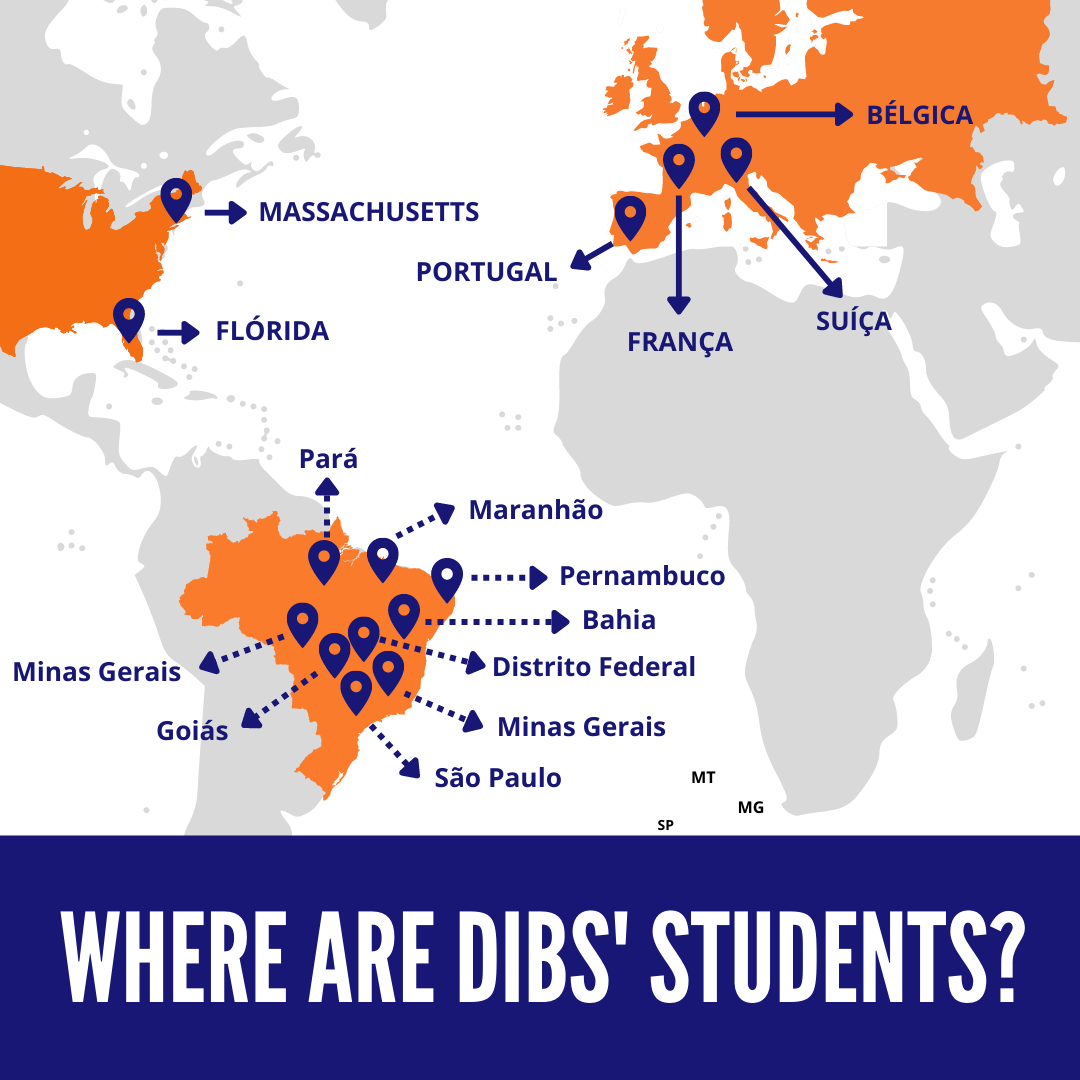 BÉLGICA
MASSACHUSETTS
PORTUGAL
FLÓRIDA
SUÍÇA
FRANÇA
Pará
Maranhão
Pernambuco
Bahia
Minas Gerais
Distrito Federal
Goiás
Minas Gerais
São Paulo
MT
MG
SP
WHERE ARE DIBS' STUDENTS?